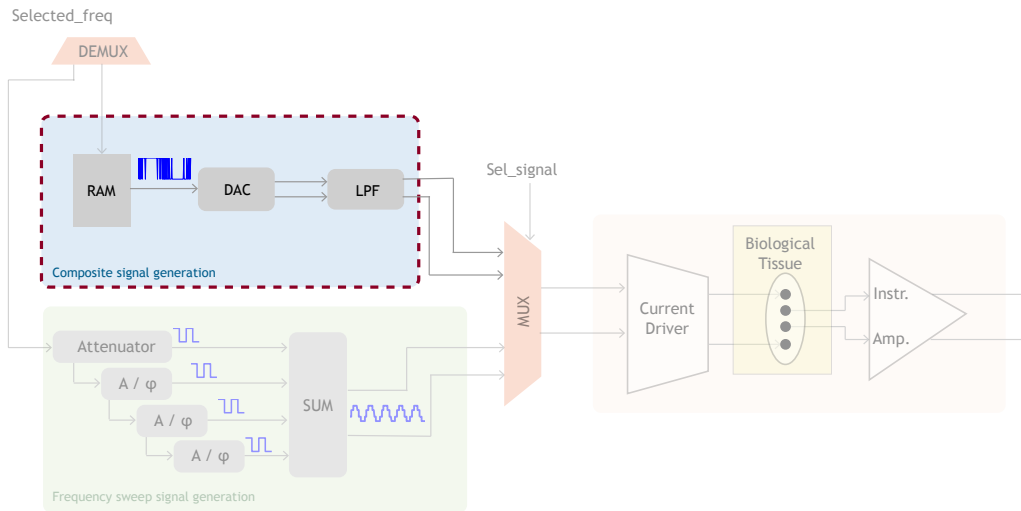 Selected_freq
DEMUX
RAM
DAC
LPF
Composite signal generation
Sel_signal
MUX
Current
Driver
Biological
Tissue
Instr.
Amp.
Attenuator
A / φ
A / φ
A / φ
SUM
Frequency sweep signal generation